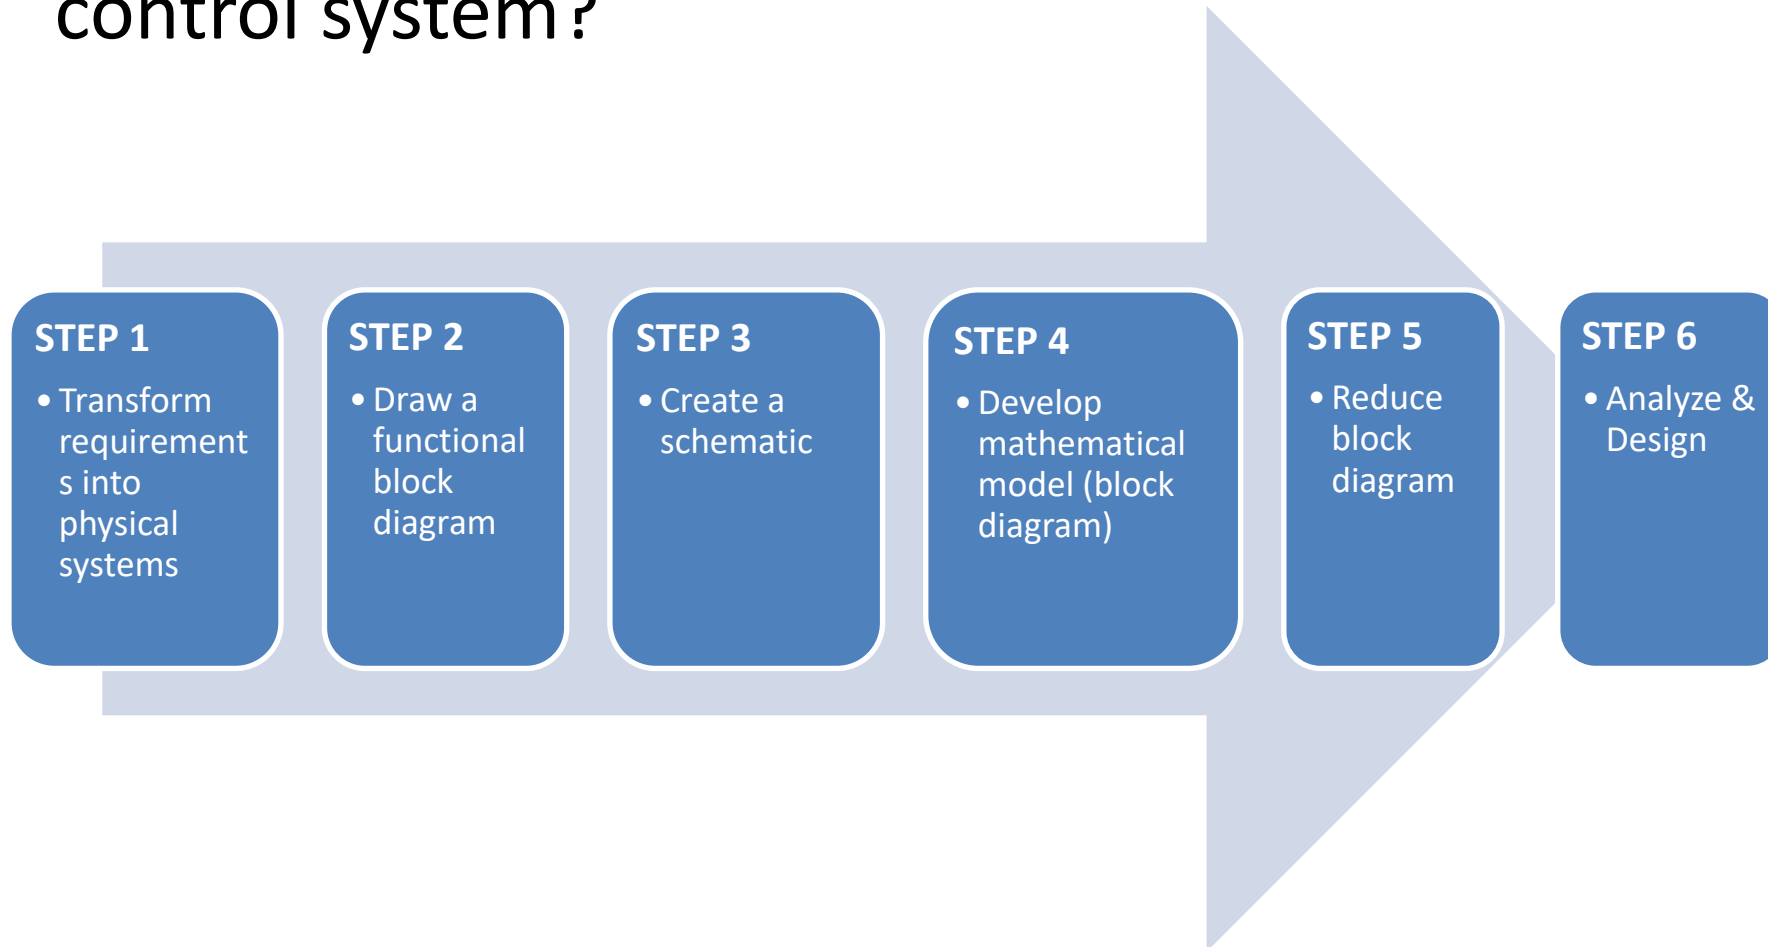 control system?
STEP 1
• Transform
requirement
s into
physical
systems
STEP 2
• Draw a
functional
block
diagram
STEP 3
• Create a
schematic
STEP 4
• Develop
mathematical
model (block
diagram)
STEP 5
• Reduce
block
diagram
STEP 6
• Analyze &
Design